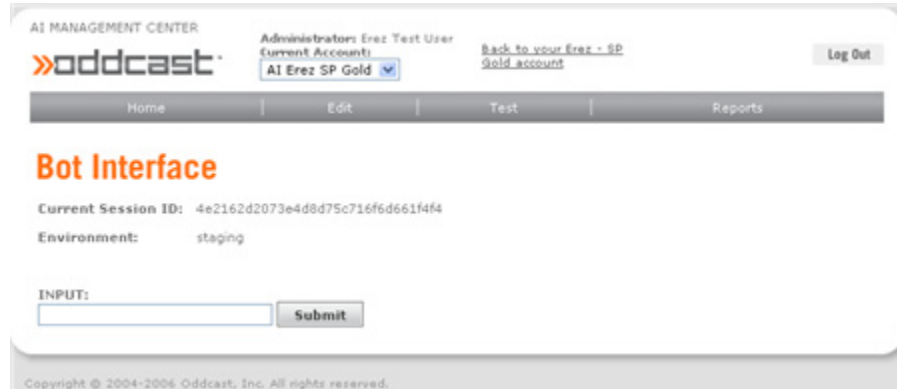 AI MANAGEMENT CENTER
»oddcast
Administrator: Erez Test User
Current Account:
AI Erez SP Gold
Back to your Erez - SP
Gold account
Log Out
Home | Edit | Test | Reports
Bot Interface
Current Session ID: 4e2162d2073e4d8d75c716f6d661f4f4
Environment: staging
INPUT:
Submit
Copyright © 2004-2006 Oddcast, Inc. All rights reserved.